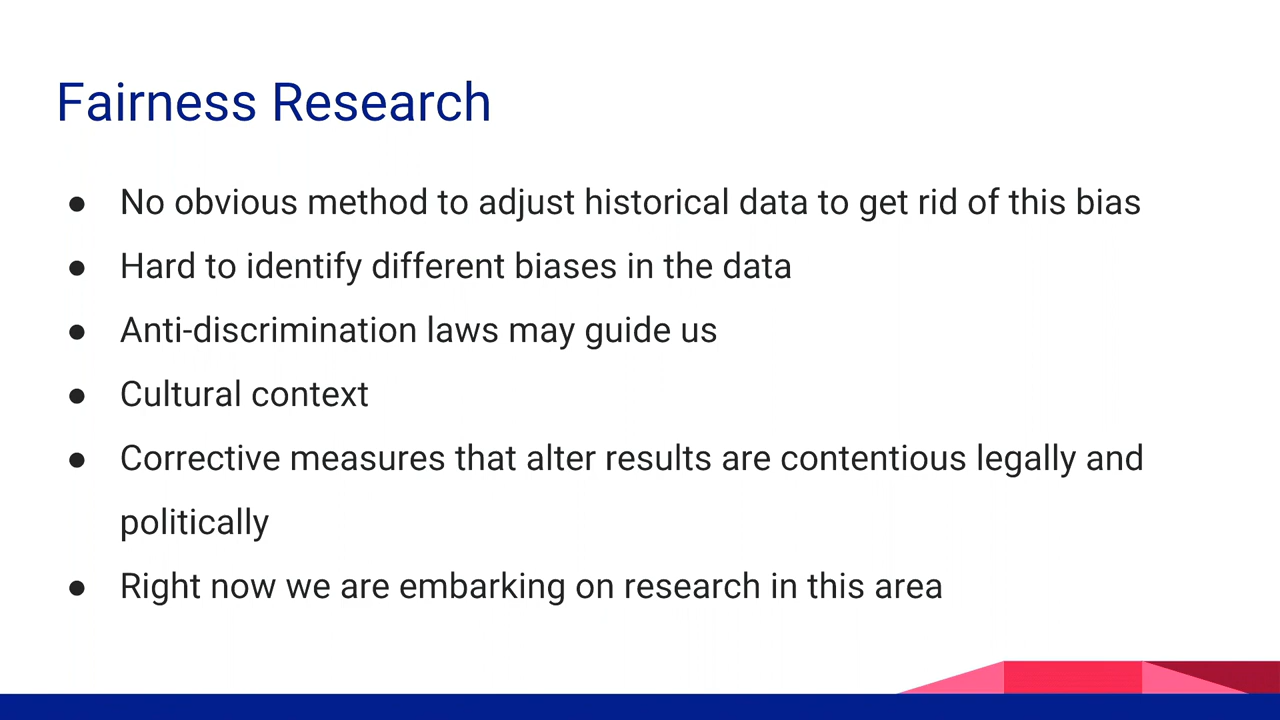 Fairness Research
● No obvious method to adjust historical data to get rid of this bias
● Hard to identify different biases in the data
● Anti-discrimination laws may guide us
● Cultural context
● Corrective measures that alter results are contentious legally and
politically
● Right now we are embarking on research in this area